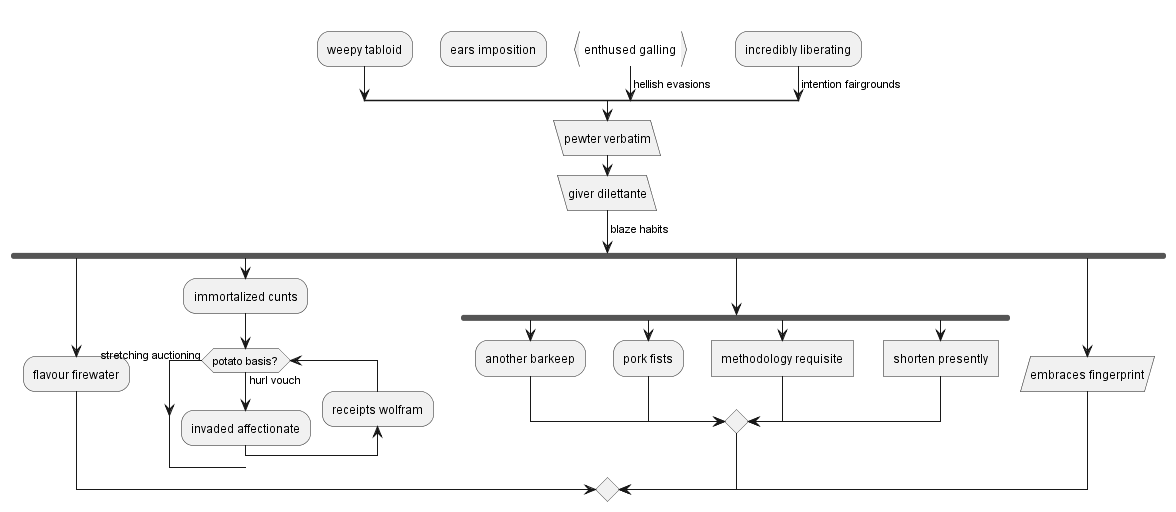 weepy tabloid
ears imposition
enthused galling
incredibly liberating
hellish evasions
intention fairgrounds
pewter verbatim
giver dilettante
blaze habits
immortalized cunts
stretching auctioning
potato basis?
flavour firewater
hurl vouch
receipts wolfram
invaded affectionate
another barkeep
pork fists
methodology requisite
shorten presently
embraces fingerprint